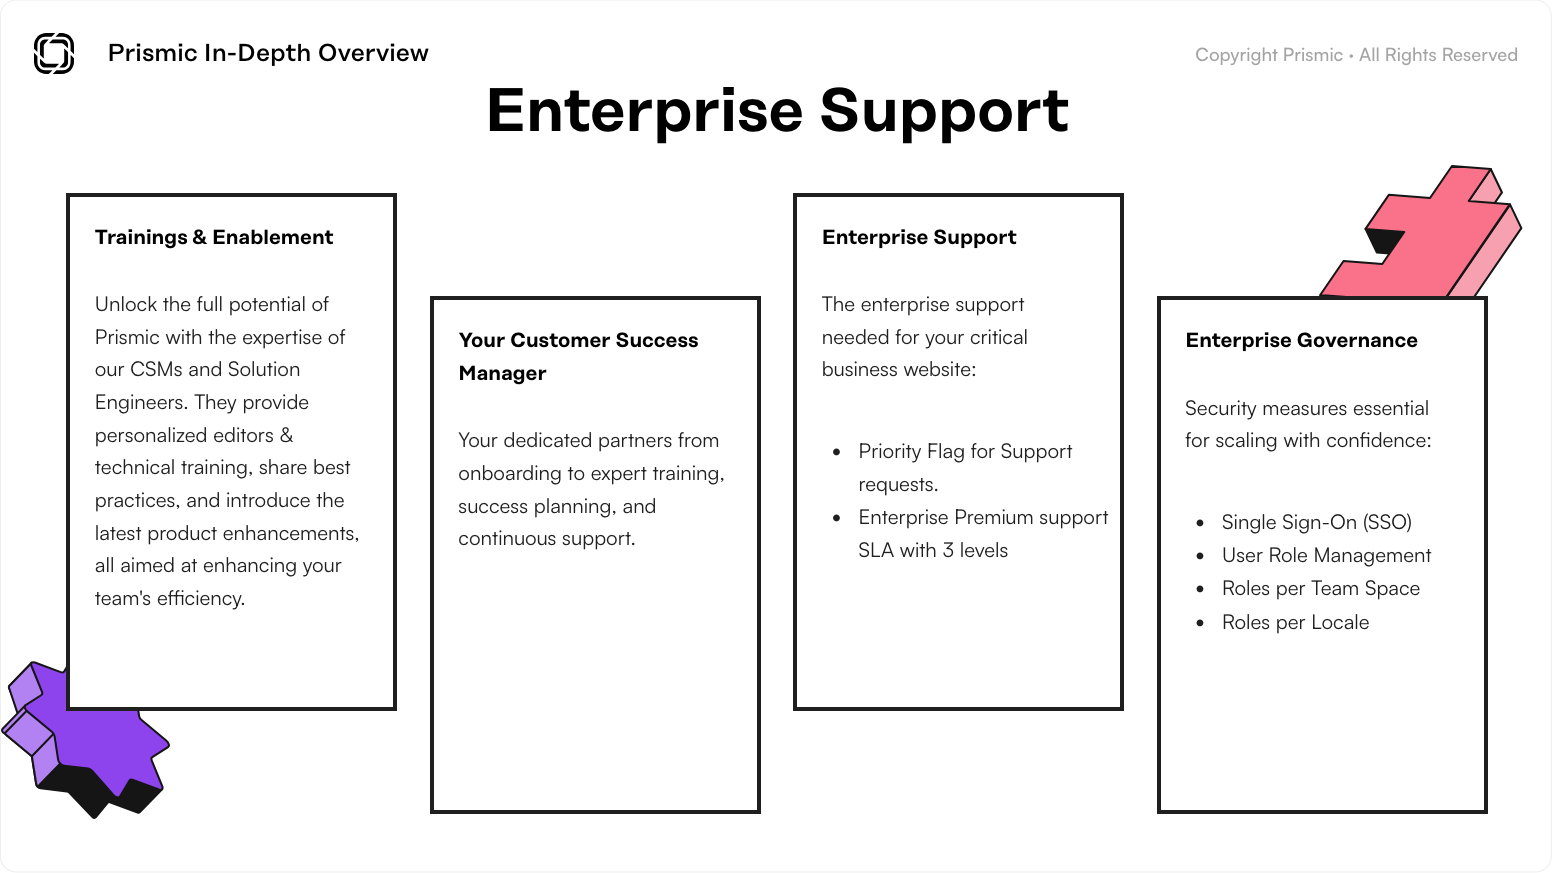 Prismic In-Depth Overview
Copyright Prismic • All Rights Reserved
Enterprise Support
Trainings & Enablement
Unlock the full potential of
Prismic with the expertise of
our CSMs and Solution
Engineers. They provide
personalized editors &
technical training, share best
practices, and introduce the
latest product enhancements,
all aimed at enhancing your
team's efficiency.
Your Customer Success
Manager
Your dedicated partners from
onboarding to expert training,
success planning, and
continuous support.
Enterprise Support
The enterprise support
needed for your critical
business website:
• Priority Flag for Support
requests.
• Enterprise Premium support
SLA with 3 levels
Enterprise Governance
Security measures essential
for scaling with confidence:
• Single Sign-On (SSO)
• User Role Management
• Roles per Team Space
• Roles per Locale